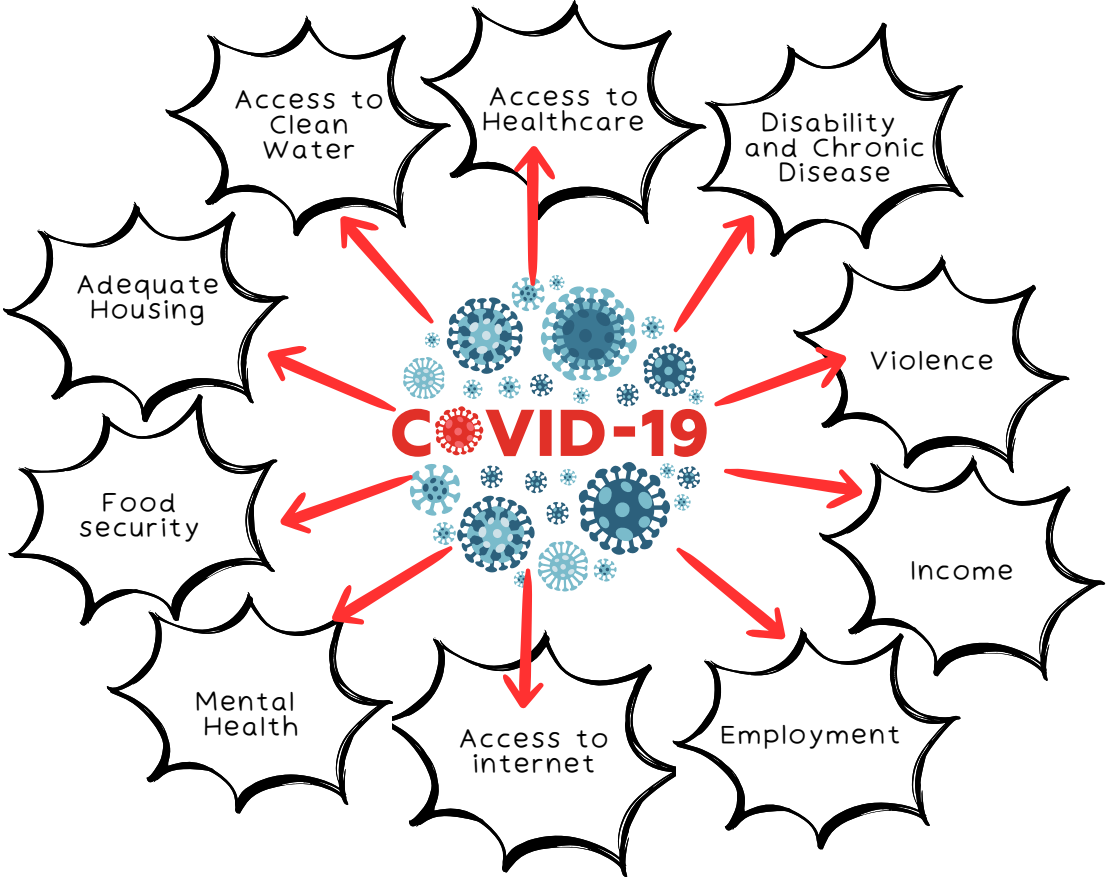 Access to
Clean
Water
Access to
Healthcare
Disability
and Chronic
Disease
Adequate
Housing
Violence
COVID-19
Food
security
Income
Mental
Health
Access to
internet
Employment